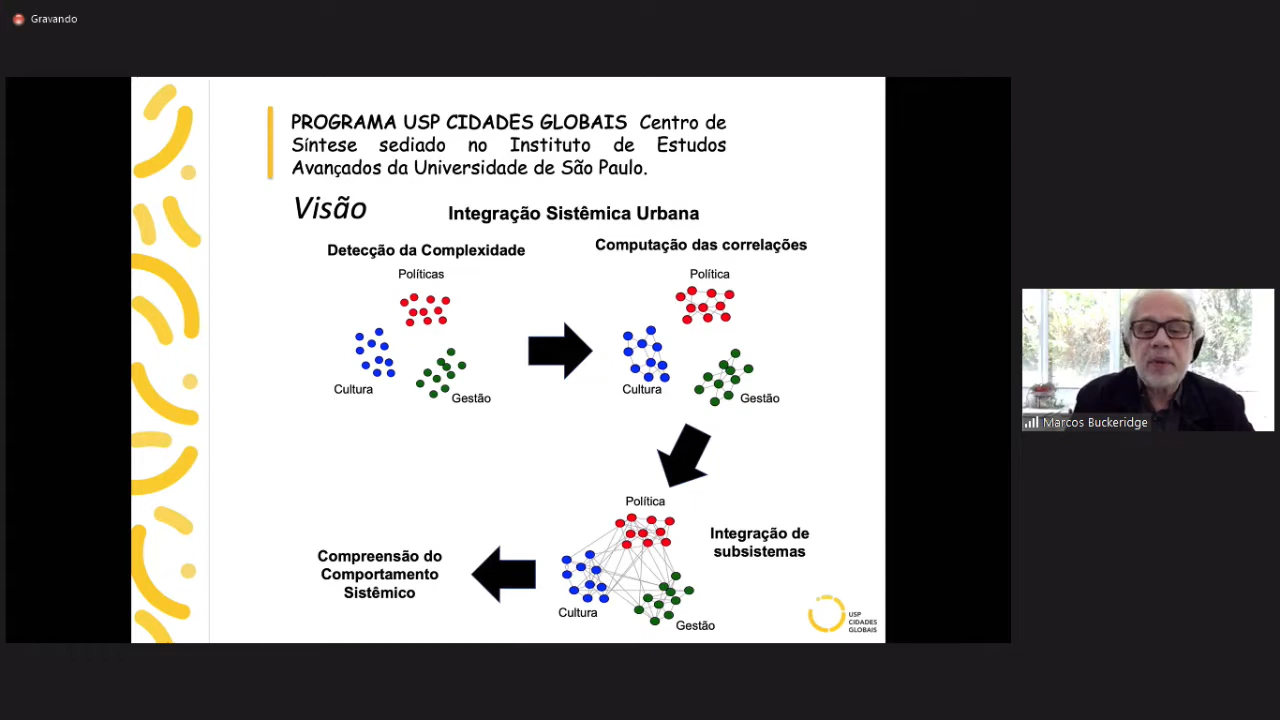 Gravando
PROGRAMA USP CIDADES GLOBAIS Centro de
Síntese sediado no Instituto de Estudos
Avançados da Universidade de São Paulo.
Visão
Integração Sistêmica Urbana
Detecção da Complexidade
Computação das correlações
Políticas
Política
Cultura
Gestão
Cultura
Gestão
Política
Integração de
subsistemas
Compreensão do
Comportamento
Sistêmico
Cultura
Gestão
USP
CIDADES
GLOBAIS
Marcos Buckeridge